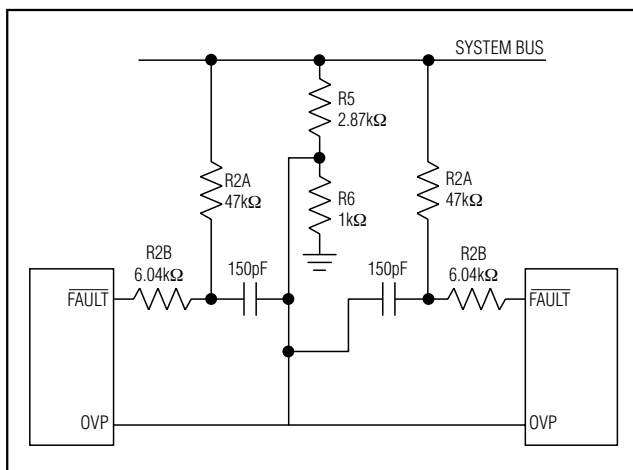 SYSTEM BUS
R5
2.87kΩ
R2A
47kΩ
R6
1kΩ
R2A
47kΩ
R2B
6.04kΩ
150pF
150pF
R2B
6.04kΩ
FAULT
FAULT
OVP
OVP